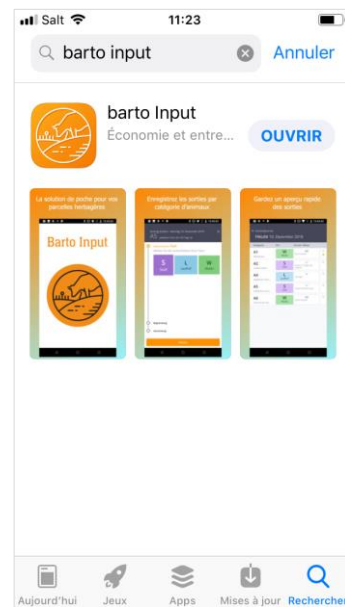 Salt
11:23
barto input
Annuler
barto Input
Économie et entre...
OUVRIR
La solution de poche pour vos
parcelles herbagères
Enregistrez les sorties par
catégorie d'animaux
Gardez un aperçu rapide
des sorties
Barto Input
S
L
W
Aujourd'hui
Jeux
Apps
Mises à jour
Rechercher